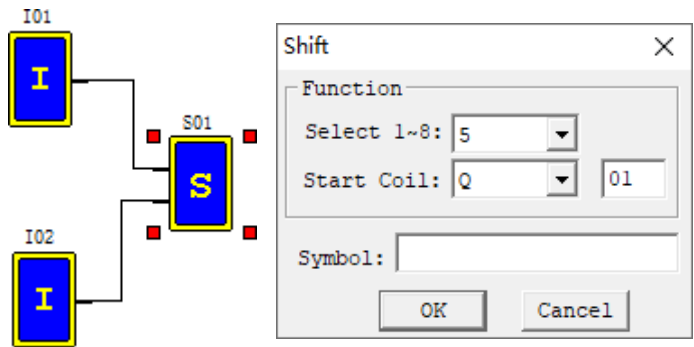 I01
I
S01
S
I02
I
Shift
Function
Select 1~8: 5
Start Coil: Q 01
Symbol:
OK Cancel